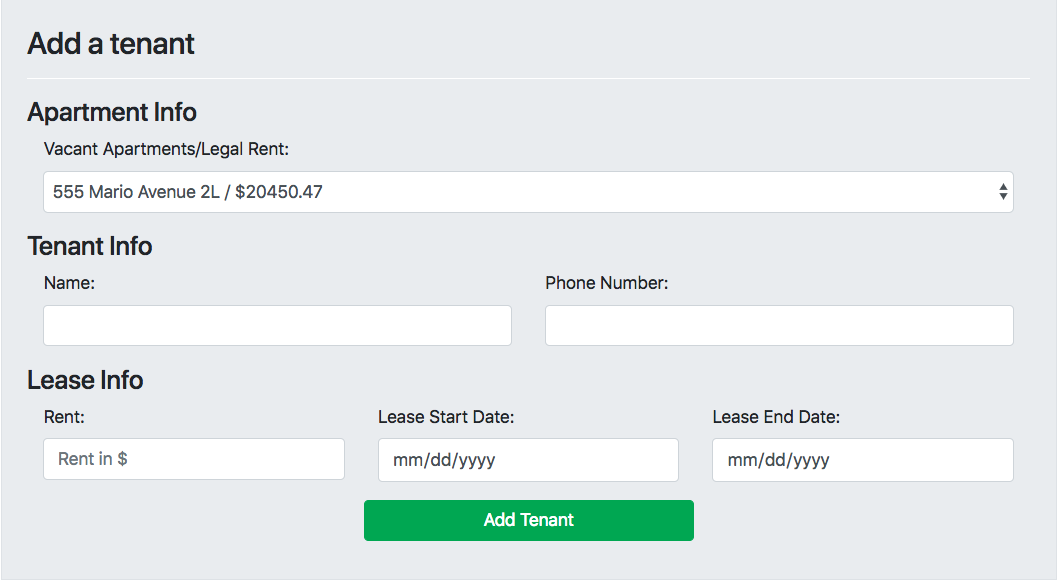 Add a tenant
Apartment Info
Vacant Apartments/Legal Rent:
555 Mario Avenue 2L / $20450.47
Tenant Info
Name:
Phone Number:
Lease Info
Rent:
Lease Start Date:
Lease End Date:
Rent in $
mm/dd/yyyy
mm/dd/yyyy
Add Tenant